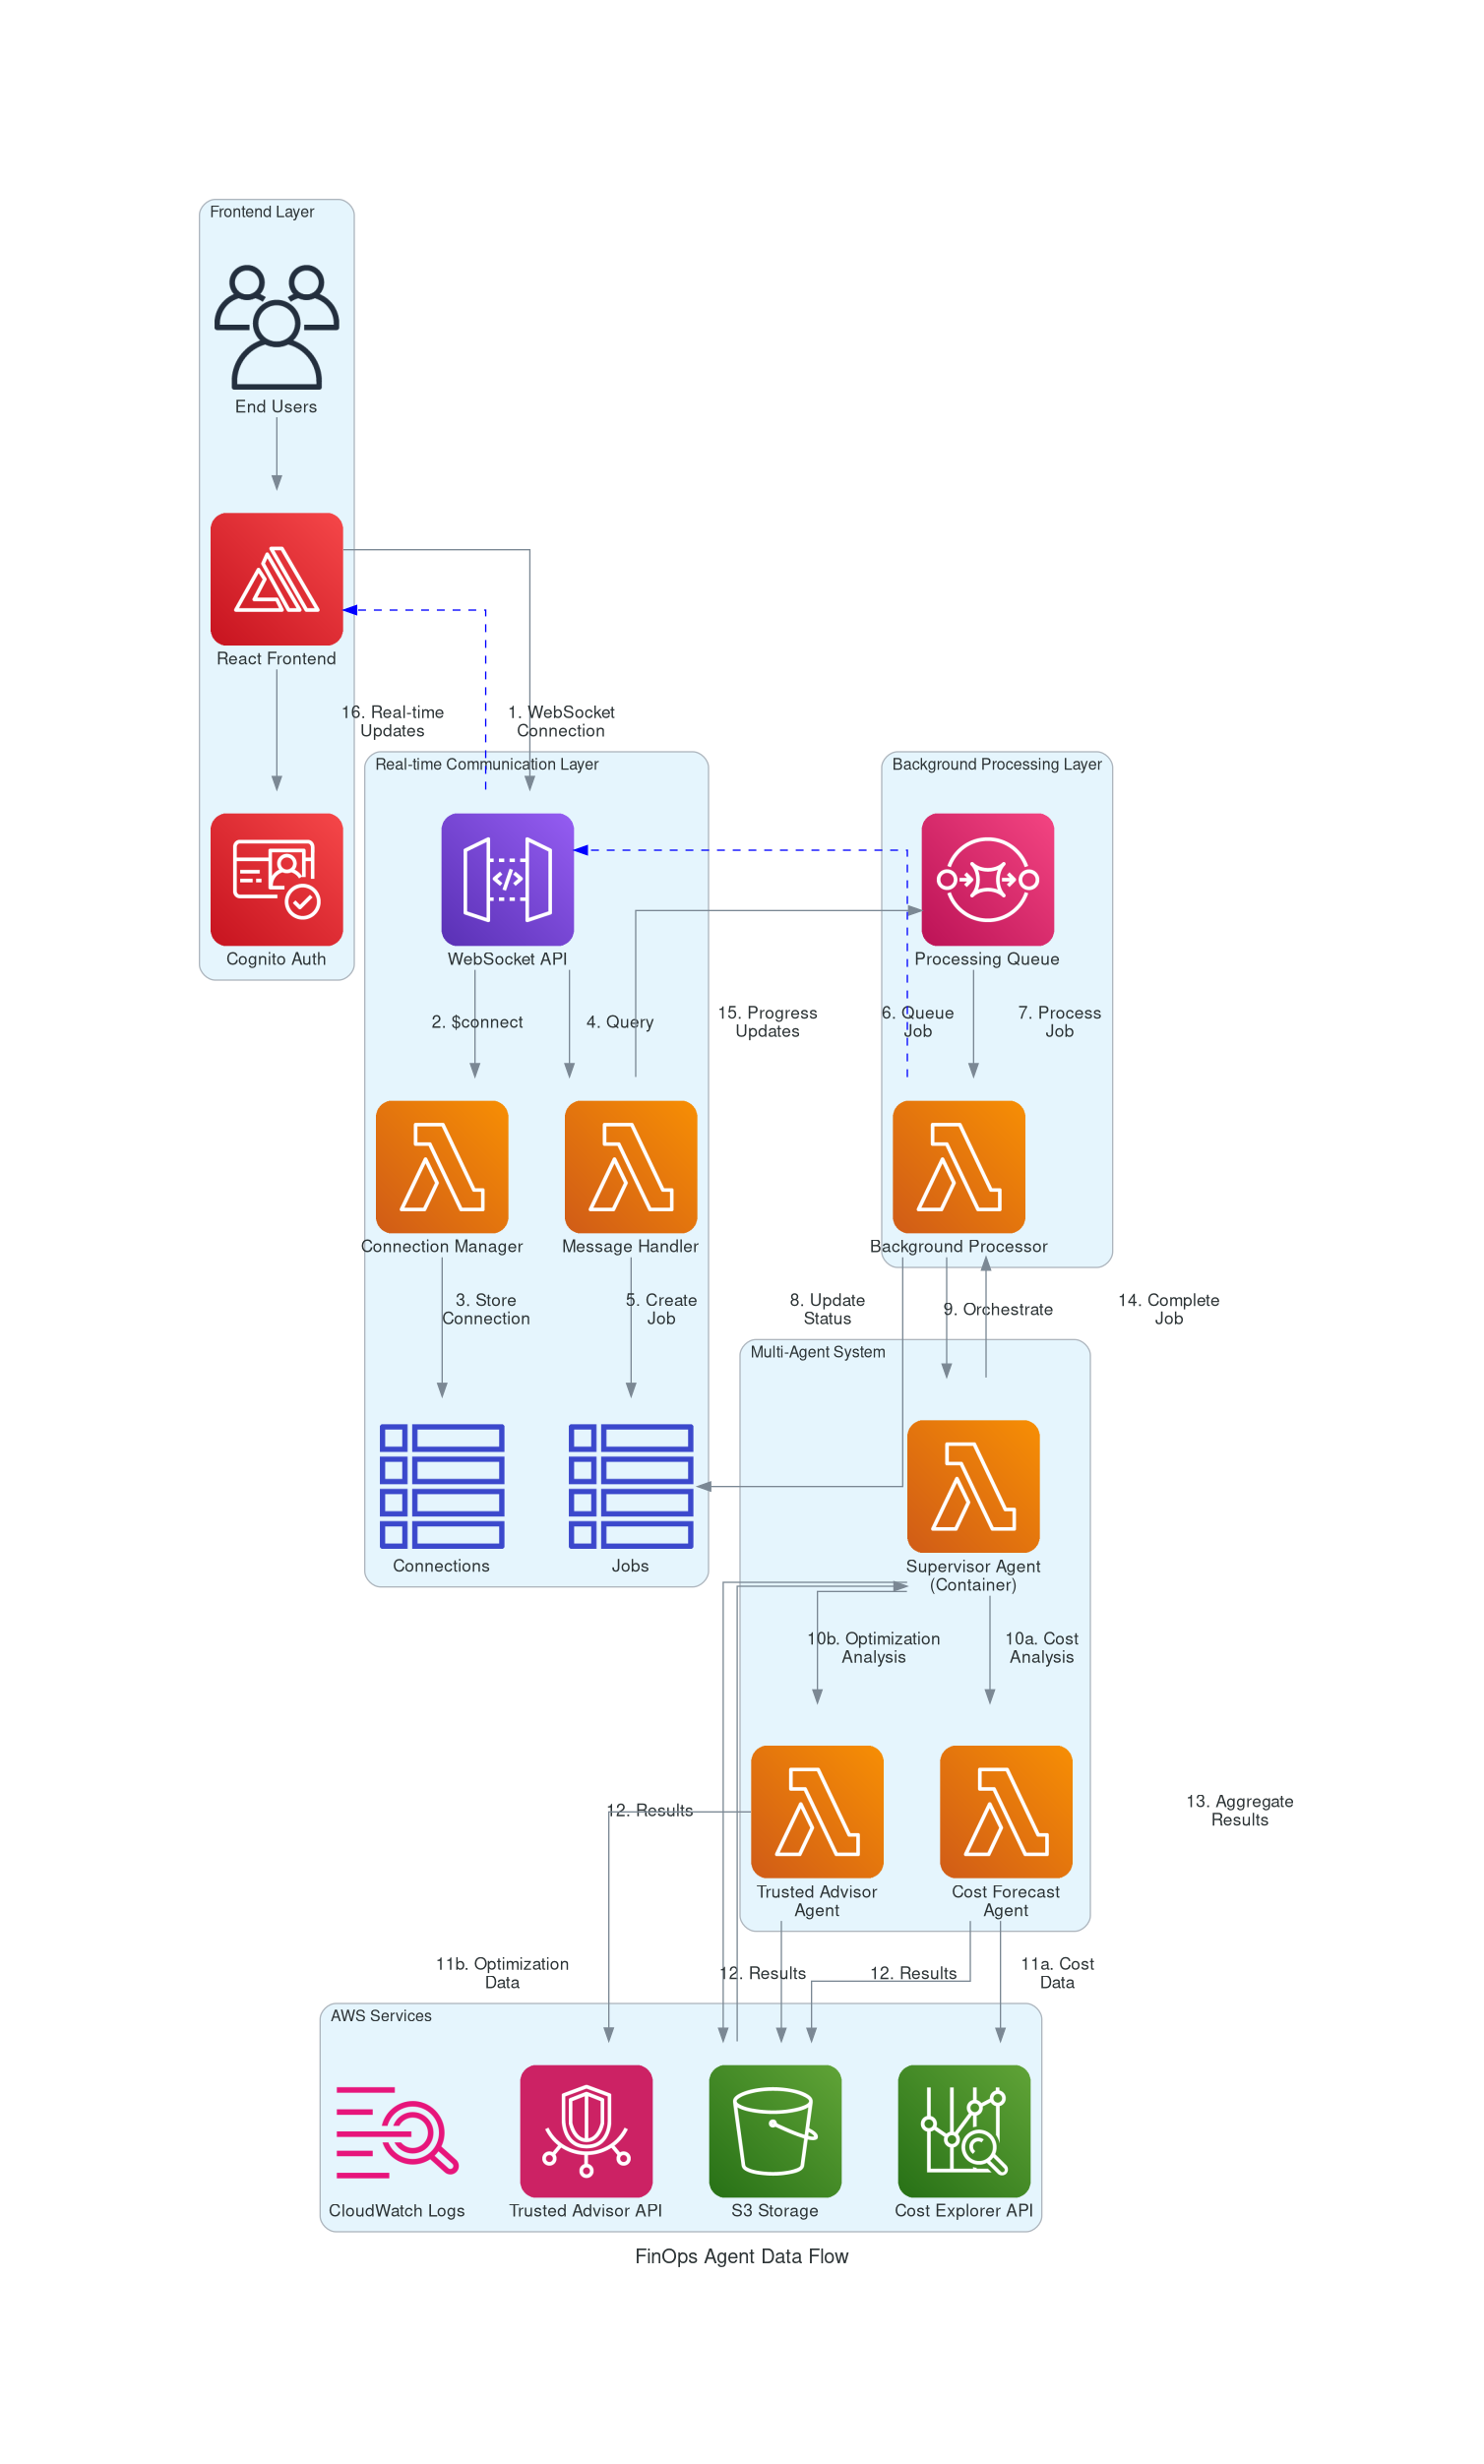 Frontend Layer
End Users
React Frontend
16. Real-time
Updates
1. WebSocket
Connection
Real-time Communication Layer
Background Processing Layer
Cognito Auth
WebSocket API
Processing Queue
2. $connect
4. Query
15. Progress
Updates
6. Queue
Job
7. Process
Job
Connection Manager
Message Handler
Background Processor
3. Store
Connection
5. Create
Job
8. Update
Status
9. Orchestrate
14. Complete
Job
Multi-Agent System
Connections
Jobs
Supervisor Agent
(Container)
10b. Optimization
Analysis
10a. Cost
Analysis
12. Results
13. Aggregate
Results
Trusted Advisor
Agent
Cost Forecast
Agent
11b. Optimization
Data
12. Results
12. Results
11a. Cost
Data
AWS Services
CloudWatch Logs
Trusted Advisor API
S3 Storage
Cost Explorer API
FinOps Agent Data Flow